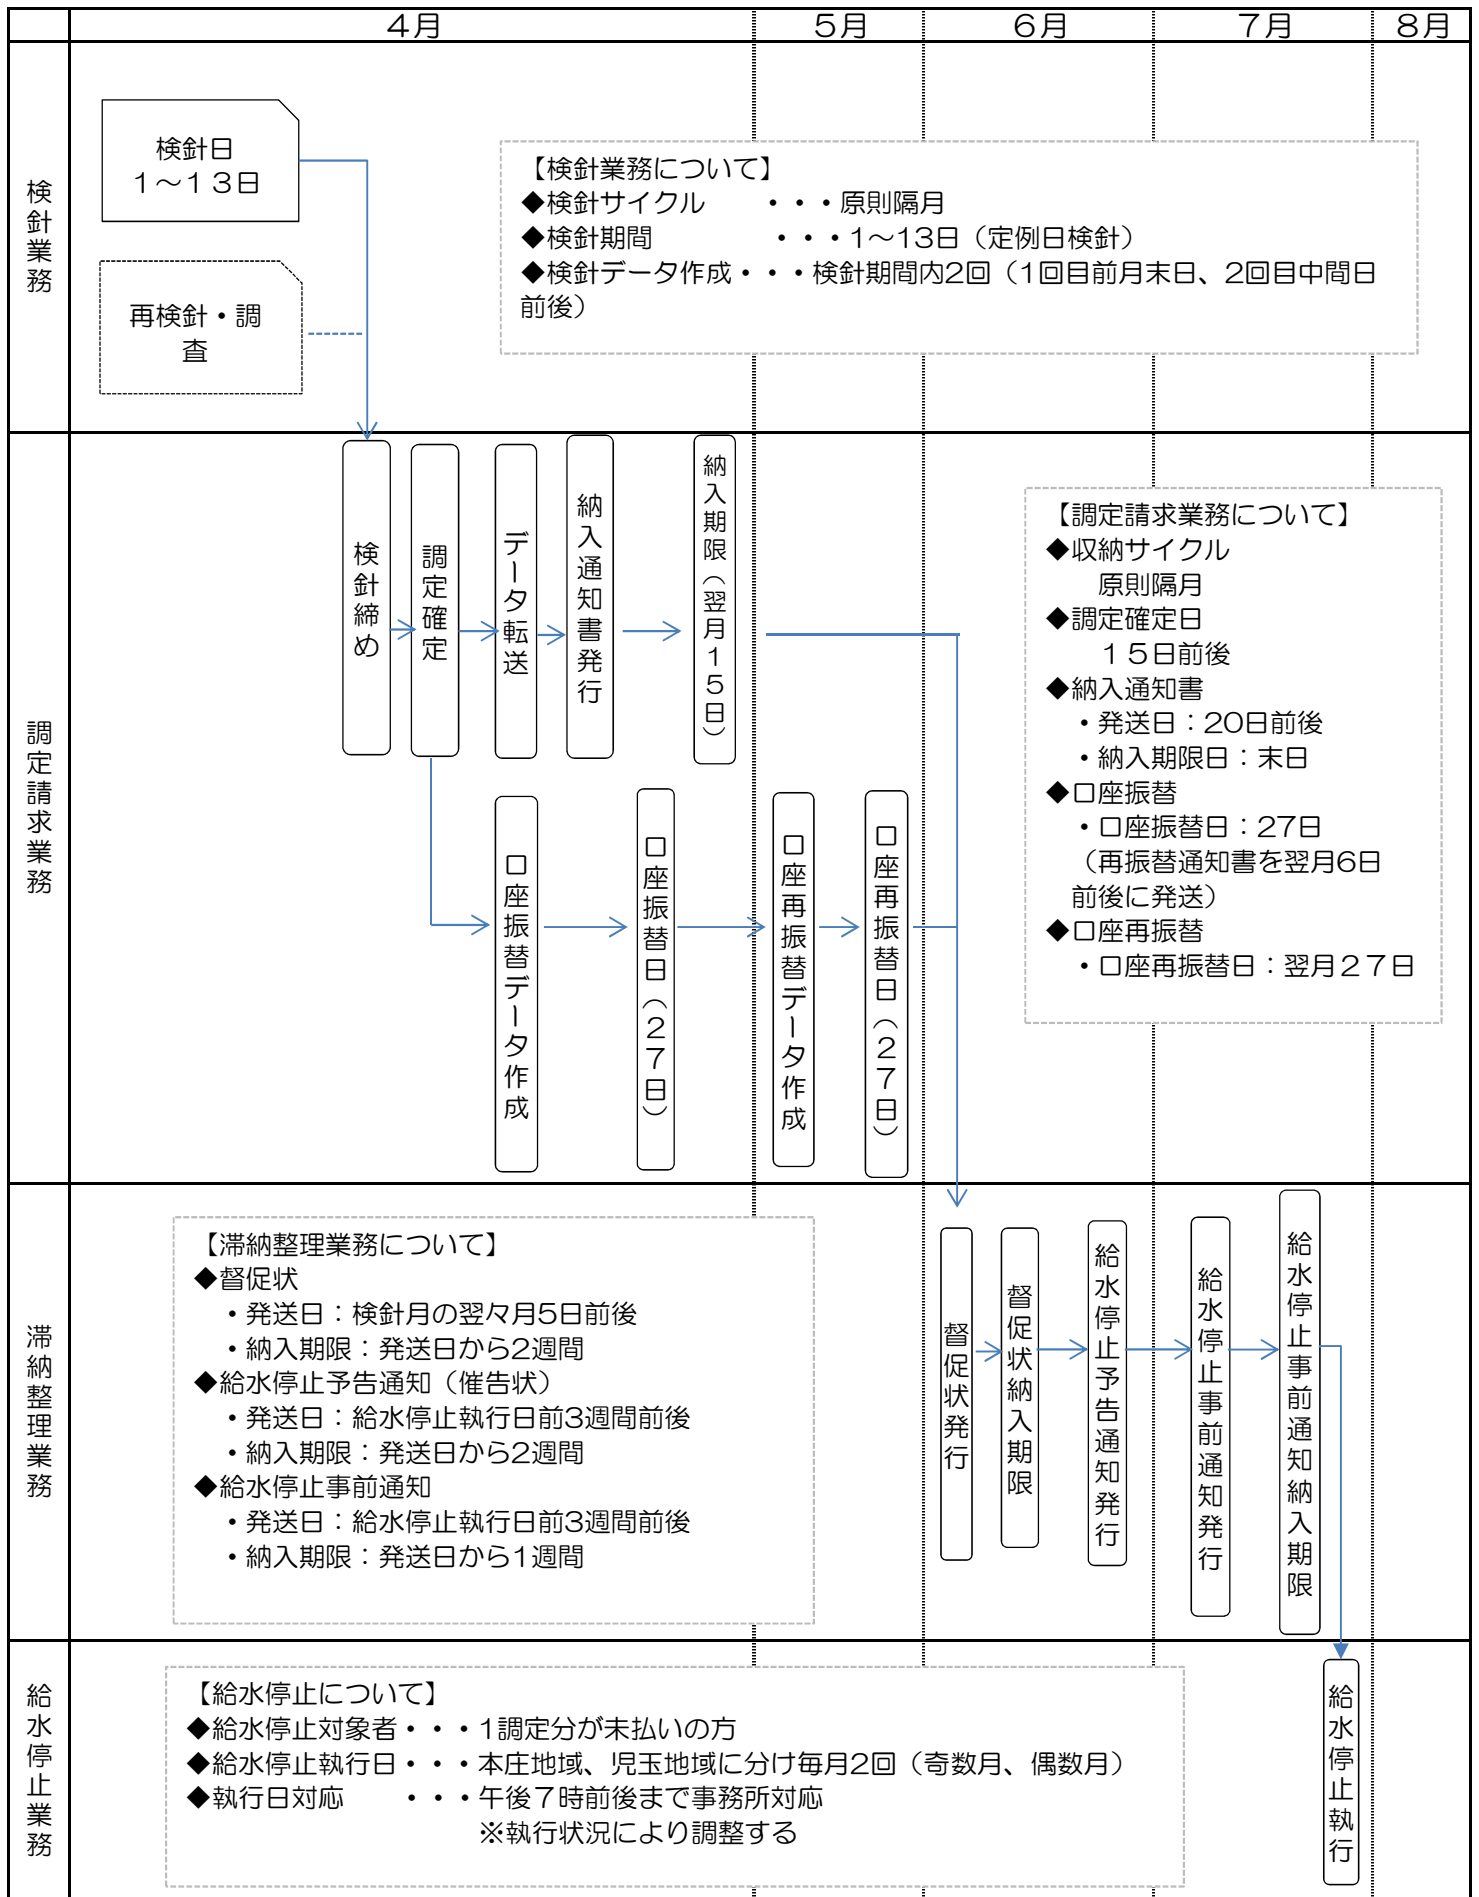 4月
5月
6月
7月
8月
検針業務
検針日
１～１３日
再検針・調
査
【検針業務について】
◆検針サイクル　　・・・原則隔月
◆検針期間　　　　・・・1～13日（定例日検針）
◆検針データ作成・・・検針期間内2回（1回目前月末日、2回目中間日
前後）
調定請求業務
検針締め
調定確定
データ転送
納入通知書発行
納入期限（翌月１５日）
口座振替データ作成
口座振替日（２７日）
口座再振替データ作成
口座再振替日（２７日）
【調定請求業務について】
◆収納サイクル
原則隔月
◆調定確定日
１５日前後
◆納入通知書
・発送日：20日前後
・納入期限日：末日
◆口座振替
・口座振替日：27日
（再振替通知書を翌月6日
前後に発送）
◆口座再振替
・口座再振替日：翌月２７日
滞納整理業務
【滞納整理業務について】
◆督促状
・発送日：検針月の翌々月5日前後
・納入期限：発送日から2週間
◆給水停止予告通知（催告状）
・発送日：給水停止執行日前3週間前後
・納入期限：発送日から2週間
◆給水停止事前通知
・発送日：給水停止執行日前3週間前後
・納入期限：発送日から1週間
督促状発行
督促状納入期限
給水停止予告通知発行
給水停止事前通知発行
給水停止事前通知納入期限
給水停止業務
【給水停止について】
◆給水停止対象者・・・1調定分が未払いの方
◆給水停止執行日・・・本庄地域、児玉地域に分け毎月2回（奇数月、偶数月）
◆執行日対応　　・・・午後７時前後まで事務所対応
※執行状況により調整する
給水停止執行